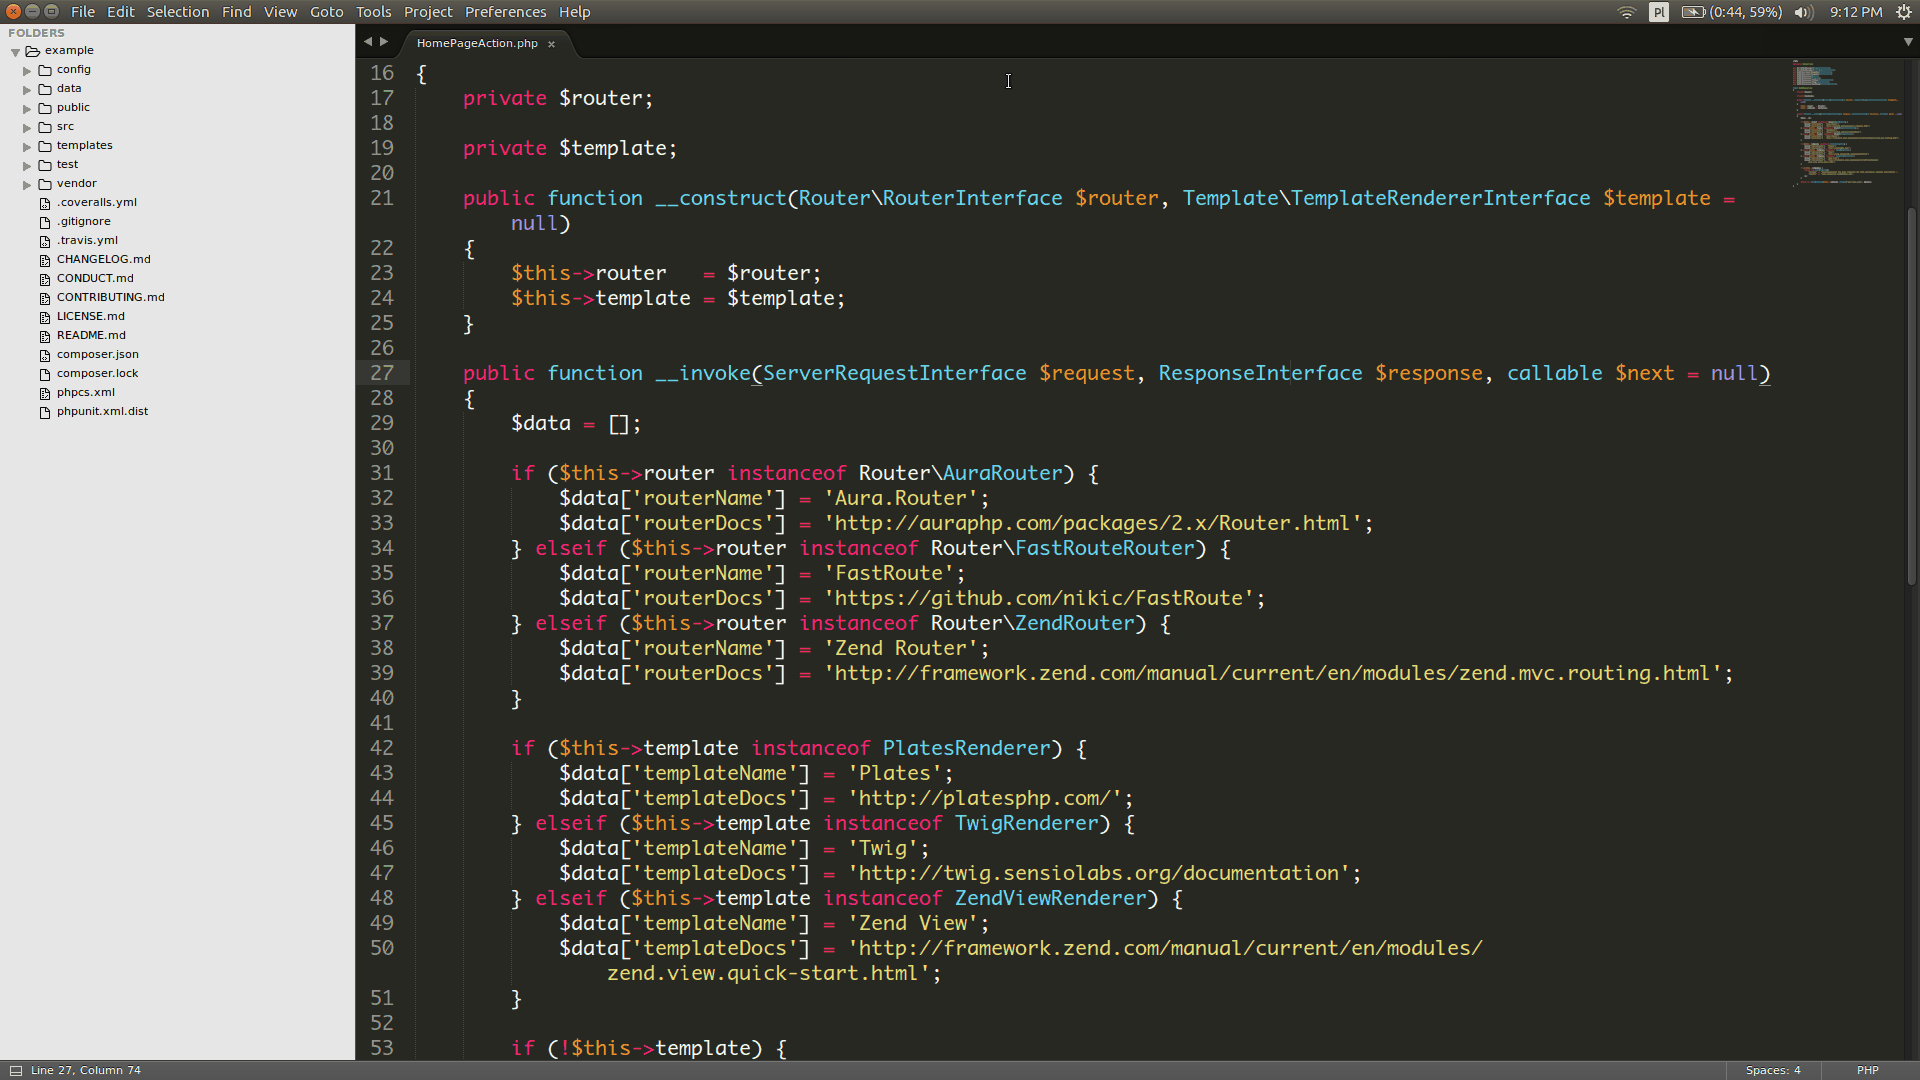 File Edit Selection Find View Goto Tools Project Preferences Help
Pl (0:44, 59%) 9:12 PM
FOLDERS
example
config
data
public
src
templates
test
vendor
.coveralls.yml
.gitignore
.travis.yml
CHANGELOG.md
CONDUCT.md
CONTRIBUTING.md
LICENSE.md
README.md
composer.json
composer.lock
phpcs.xml
phpunit.xml.dist
HomePageAction.php ×
16 {
17     private $router;
18
19     private $template;
20
21     public function __construct(Router\RouterInterface $router, Template\TemplateRendererInterface $template =
        null)
22     {
23         $this->router   = $router;
24         $this->template = $template;
25     }
26
27     public function __invoke(ServerRequestInterface $request, ResponseInterface $response, callable $next = null)
28     {
29         $data = [];
30
31         if ($this->router instanceof Router\AuraRouter) {
32             $data['routerName'] = 'Aura.Router';
33             $data['routerDocs'] = 'http://auraphp.com/packages/2.x/Router.html';
34         } elseif ($this->router instanceof Router\FastRouteRouter) {
35             $data['routerName'] = 'FastRoute';
36             $data['routerDocs'] = 'https://github.com/nikic/FastRoute';
37         } elseif ($this->router instanceof Router\ZendRouter) {
38             $data['routerName'] = 'Zend Router';
39             $data['routerDocs'] = 'http://framework.zend.com/manual/current/en/modules/zend.mvc.routing.html';
40         }
41
42         if ($this->template instanceof PlatesRenderer) {
43             $data['templateName'] = 'Plates';
44             $data['templateDocs'] = 'http://platesphp.com/';
45         } elseif ($this->template instanceof TwigRenderer) {
46             $data['templateName'] = 'Twig';
47             $data['templateDocs'] = 'http://twig.sensiolabs.org/documentation';
48         } elseif ($this->template instanceof ZendViewRenderer) {
49             $data['templateName'] = 'Zend View';
50             $data['templateDocs'] = 'http://framework.zend.com/manual/current/en/modules/
                zend.view.quick-start.html';
51         }
52
53         if (!$this->template) {
Line 27, Column 74
Spaces: 4 PHP